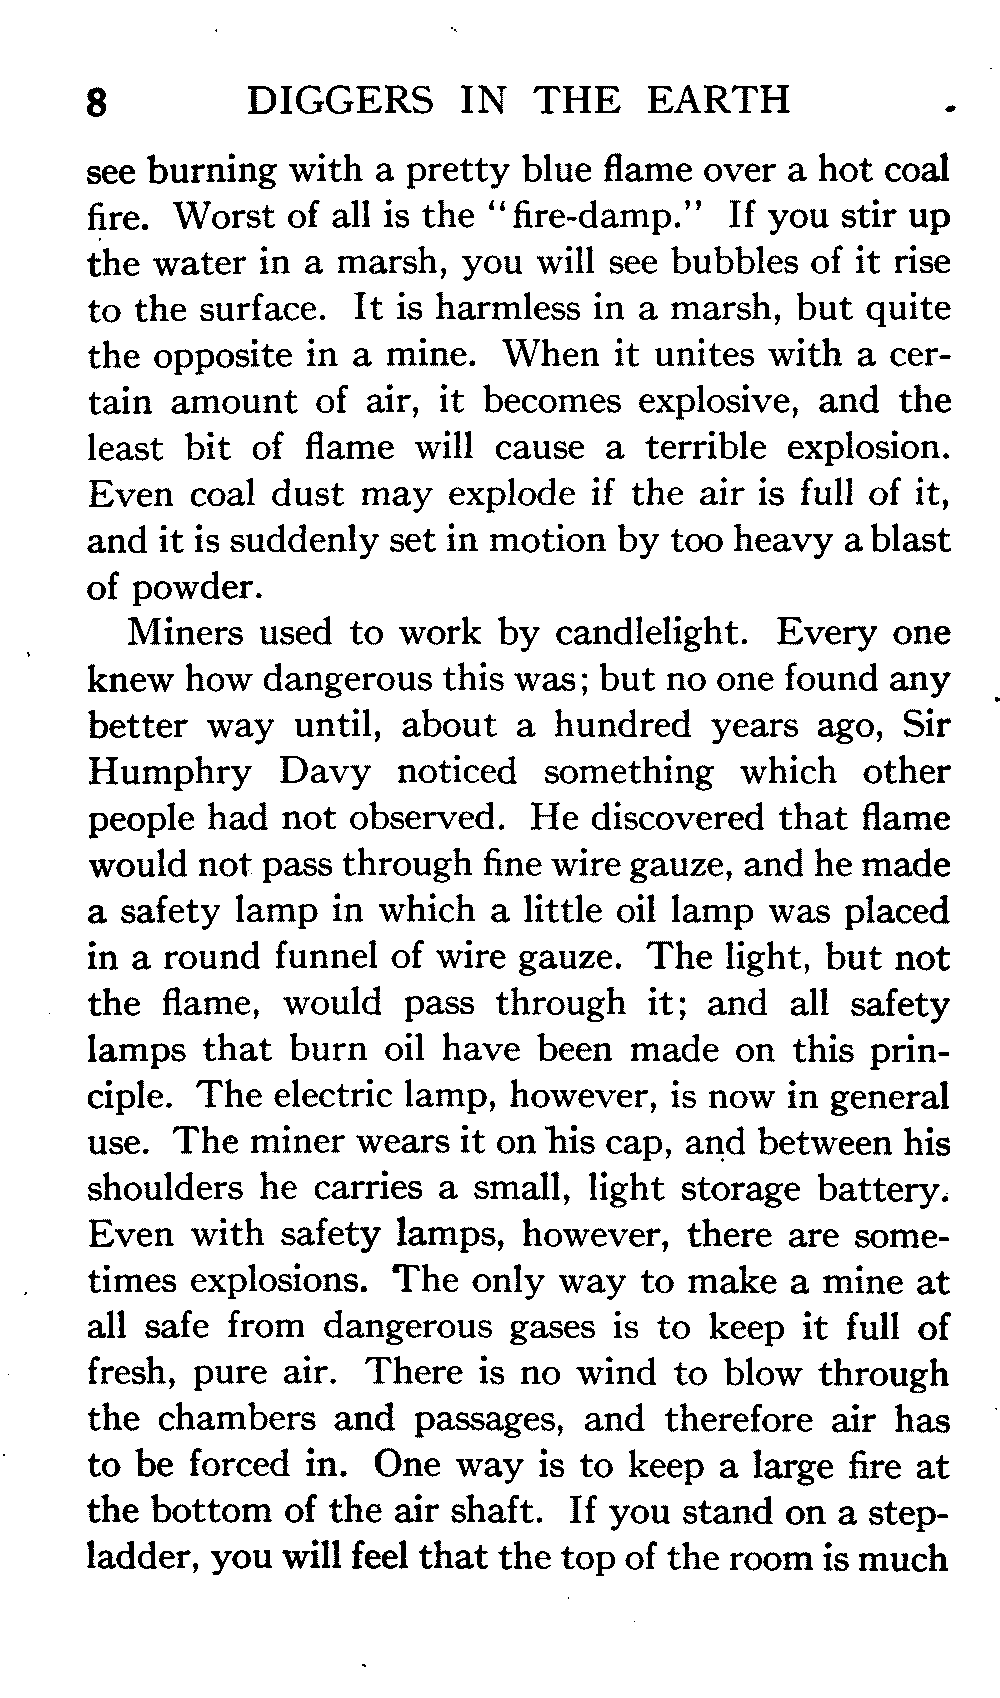 8 DIGGERS IN THE EARTH
see burning with a pretty blue flame over a hot coal
fire. Worst of all is the “fire-damp.” If you stir up
the water in a marsh, you will see bubbles of it rise
to the surface. It is harmless in a marsh, but quite
the opposite in a mine. When it unites with a cer-
tain amount of air, it becomes explosive, and the
least bit of flame will cause a terrible explosion.
Even coal dust may explode if the air is full of it,
and it is suddenly set in motion by too heavy a blast
of powder.
Miners used to work by candlelight. Every one
knew how dangerous this was; but no one found any
better way until, about a hundred years ago, Sir
Humphry Davy noticed something which other
people had not observed. He discovered that flame
would not pass through fine wire gauze, and he made
a safety lamp in which a little oil lamp was placed
in a round funnel of wire gauze. The light, but not
the flame, would pass through it; and all safety
lamps that burn oil have been made on this prin-
ciple. The electric lamp, however, is now in general
use. The miner wears it on his cap, and between his
shoulders he carries a small, light storage battery.
Even with safety lamps, however, there are some-
times explosions. The only way to make a mine at
all safe from dangerous gases is to keep it full of
fresh, pure air. There is no wind to blow through
the chambers and passages, and therefore air has
to be forced in. One way is to keep a large fire at
the bottom of the air shaft. If you stand on a step-
ladder, you will feel that the top of the room is much